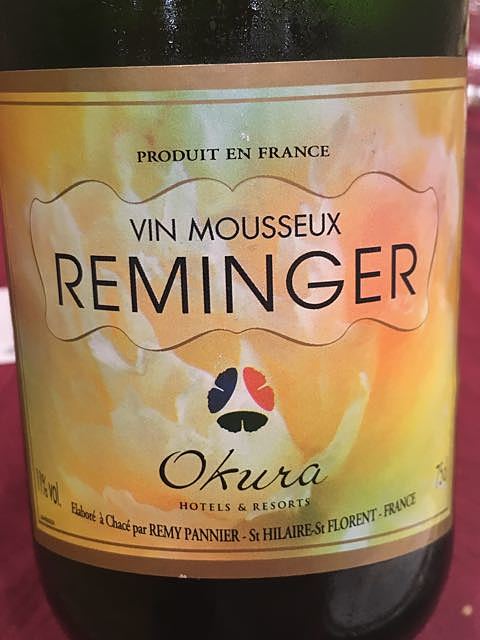 PRODUIT EN FRANCE
VIN MOUSSEUX
REMINGER
Okura
HOTELS & RESORTS
11% vol.
75c
Elaboré à Chacé par REMY PANNIER - St HILAIRE-St FLORENT - FRANCE